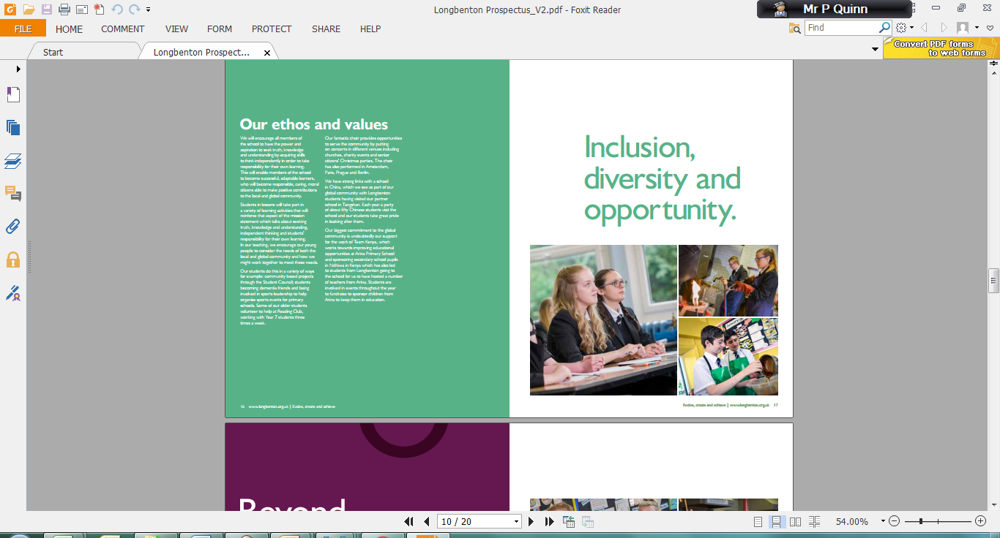 Longbenton Prospectus_V2.pdf - Foxit Reader
Mr P Quinn
FILE
HOME
COMMENT
VIEW
FORM
PROTECT
SHARE
HELP
Find
Start
Longbenton Prospect...
Convert PDF forms
to web forms
Our ethos and values
We will encourage all members of
the school to have the power and
aspiration to seek truth, knowledge
and understanding by acquiring skills
to think independently in order to take
responsibility for their own learning.
This will enable members of the school
to become successful, adaptable learners,
who will become responsible, caring, moral
citizens able to make positive contributions
to the local and global community.
Students in lessons will take part in
a variety of learning activities that will
reinforce that aspect of the mission
statement which talks about seeking
truth, knowledge and understanding,
independent thinking and students'
responsibility for their own learning.
In our teaching, we encourage our young
people to consider the needs of both the
local and global community and how we
might work together to meet these needs.
Our students do this in a variety of ways
for example: community based projects
through the Student Council; students
becoming dementia friends and being
involved in sports leadership to help
organise sports events for primary
schools. Some of our older students
volunteer to help at Reading Club,
working with Year 7 students three
times a week.
Our fantastic choir provides opportunities
to serve the community by putting
on concerts in different venues including
churches, charity events and senior
citizens' Christmas parties. The choir
has also performed in Amsterdam,
Paris, Prague and Berlin.
We have strong links with a school
in China, which we see as part of our
global community with Longbenton
students having visited our partner
school in Tangshan. Each year a party
of about fifty Chinese students visit the
school and our students take great pride
in looking after them.
Our biggest commitment to the global
community is undoubtedly our support
for the work of Team Kenya, which
works towards improving educational
opportunities at Arina Primary School
and sponsoring secondary school pupils
in Ndhiwa in Kenya which has also led
to students from Longbenton going to
the school for us to have hosted a number
of teachers from Arina. Students are
involved in events throughout the year
to fundraise to sponsor children from
Arina to keep them in education.
16 www.longbenton.org.uk | Evolve, create and achieve
Inclusion,
diversity and
opportunity.
Evolve, create and achieve | www.longbenton.org.uk 17
Beyond
10 / 20
54.00%